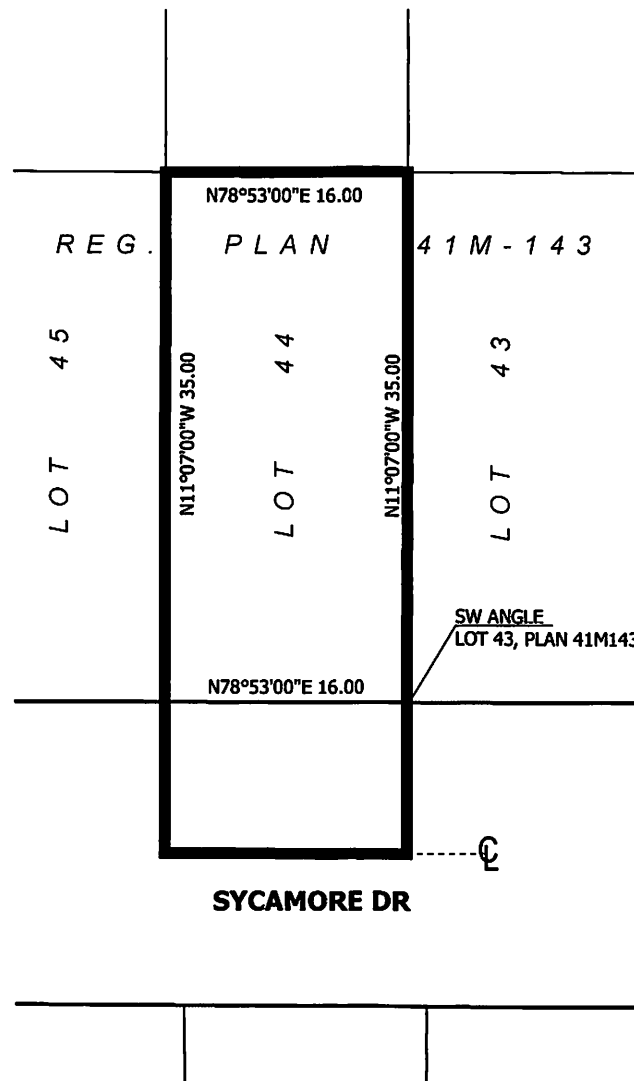 N78°53'00"E 16.00
REG. PLAN 41M-143
LOT 45
N11°07'00"W 35.00
LOT 44
N11°07'00"W 35.00
LOT 43
SW ANGLE
LOT 43, PLAN 41M143
N78°53'00"E 16.00
CL
SYCAMORE DR